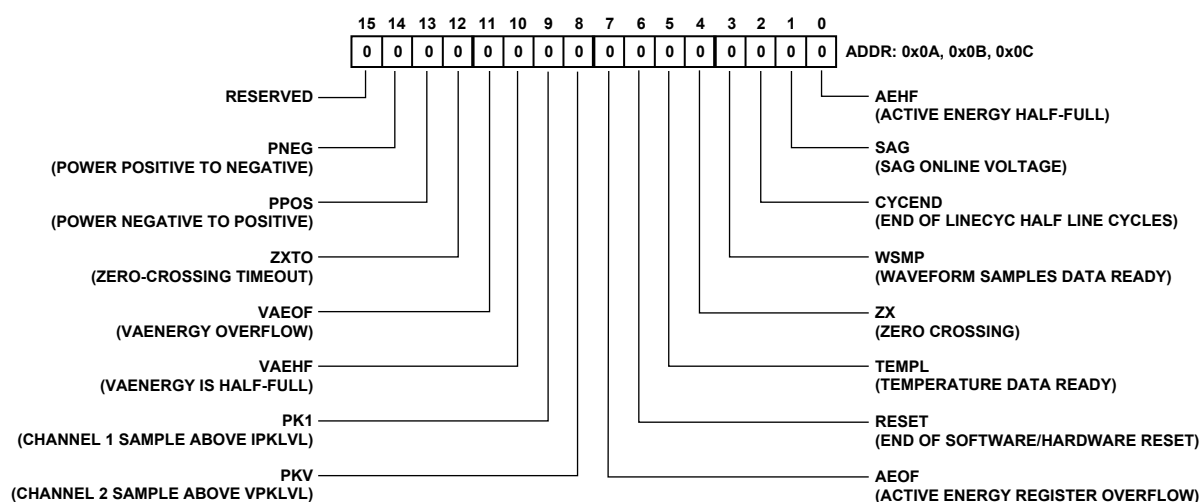 15 14 13 12 11 10 9 8 7 6 5 4 3 2 1 0
0 0 0 0 0 0 0 0 0 0 0 0 0 0 0 0 ADDR: 0x0A, 0x0B, 0x0C
RESERVED
PNEG
(POWER POSITIVE TO NEGATIVE)
PPOS
(POWER NEGATIVE TO POSITIVE)
ZXTO
(ZERO-CROSSING TIMEOUT)
VAEOF
(VAENERGY OVERFLOW)
VAEHF
(VAENERGY IS HALF-FULL)
PK1
(CHANNEL 1 SAMPLE ABOVE IPKLVL)
PKV
(CHANNEL 2 SAMPLE ABOVE VPKLVL)
AEHF
(ACTIVE ENERGY HALF-FULL)
SAG
(SAG ONLINE VOLTAGE)
CYCEND
(END OF LINECYC HALF LINE CYCLES)
WSMP
(WAVEFORM SAMPLES DATA READY)
ZX
(ZERO CROSSING)
TEMPL
(TEMPERATURE DATA READY)
RESET
(END OF SOFTWARE/HARDWARE RESET)
AEOF
(ACTIVE ENERGY REGISTER OVERFLOW)